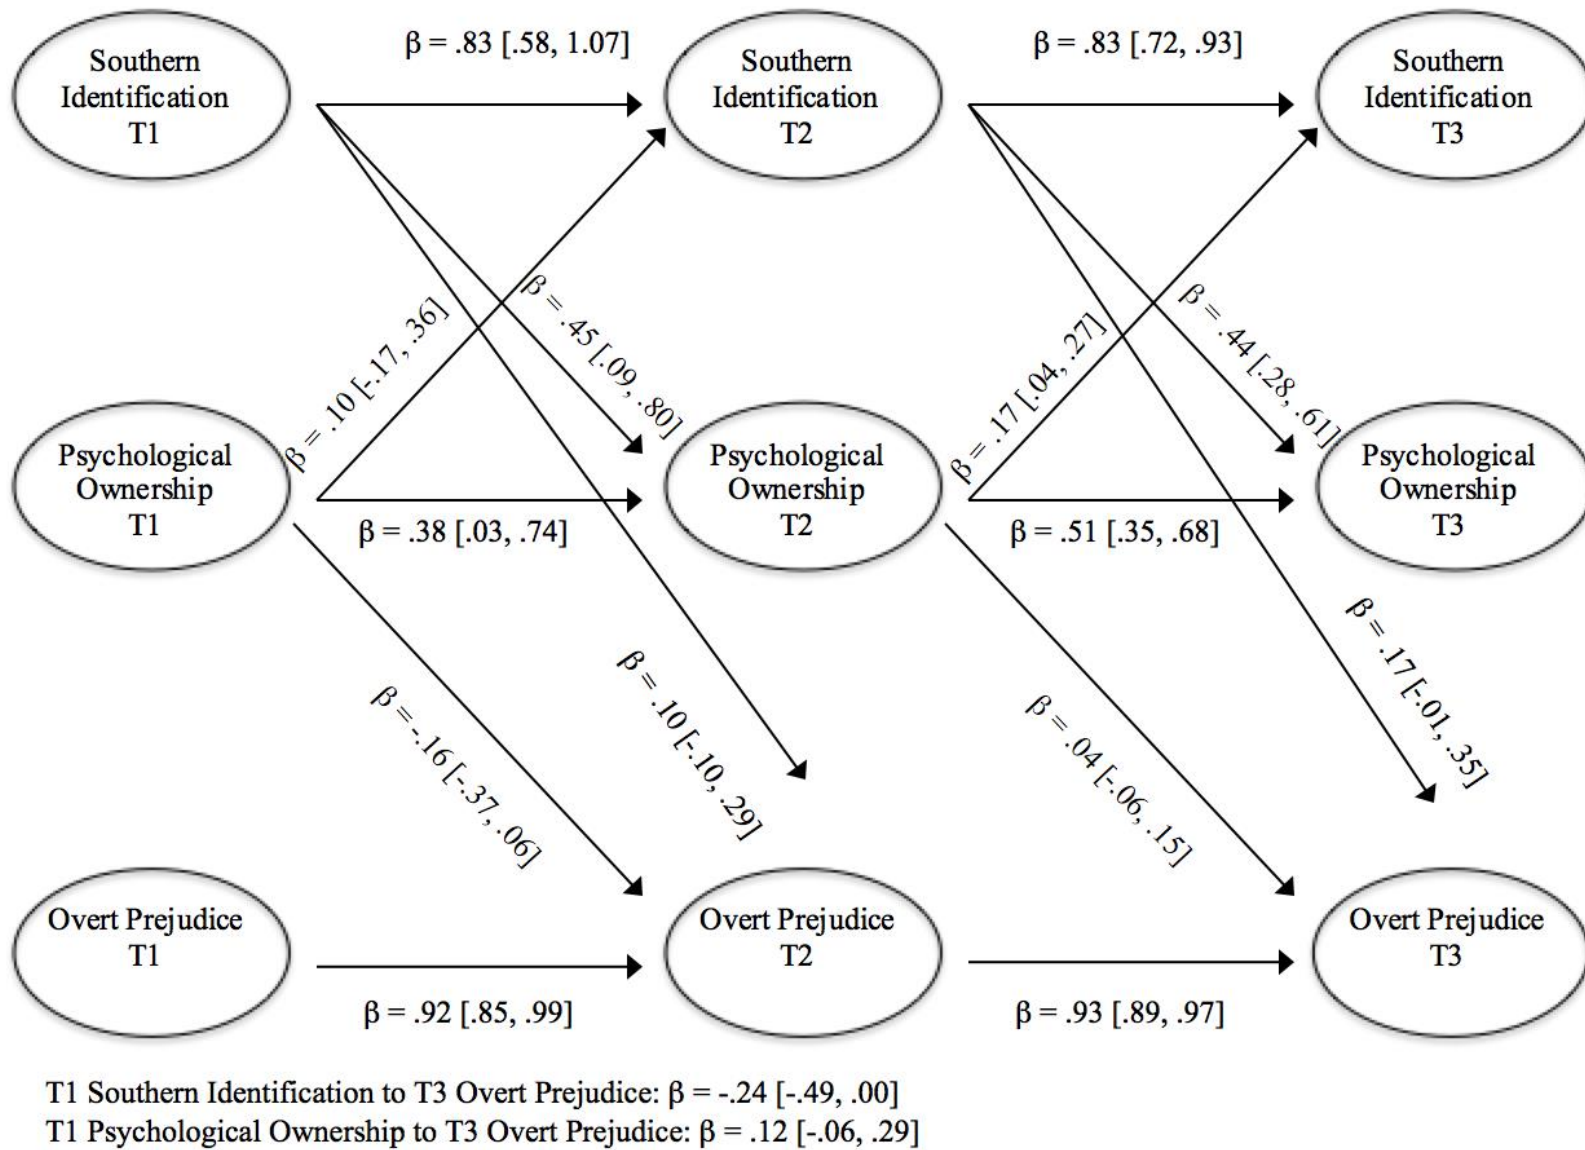 Southern
Identification
T1
β = .83 [.58, 1.07]
Southern
Identification
T2
β = .83 [.72, .93]
Southern
Identification
T3
β = .10 [-.17, .36]
β = .45 [.09, .80]
β = .17 [.04, .27]
β = .44 [.28, .61]
Psychological
Ownership
T1
β = .38 [.03, .74]
Psychological
Ownership
T2
β = .51 [.35, .68]
Psychological
Ownership
T3
β = -.16 [-.37, .06]
β = .10 [-.10, .29]
β = .04 [-.06, .15]
β = .17 [-.01, .35]
Overt Prejudice
T1
β = .92 [.85, .99]
Overt Prejudice
T2
β = .93 [.89, .97]
Overt Prejudice
T3
T1 Southern Identification to T3 Overt Prejudice: β = -.24 [-.49, .00]
T1 Psychological Ownership to T3 Overt Prejudice: β = .12 [-.06, .29]